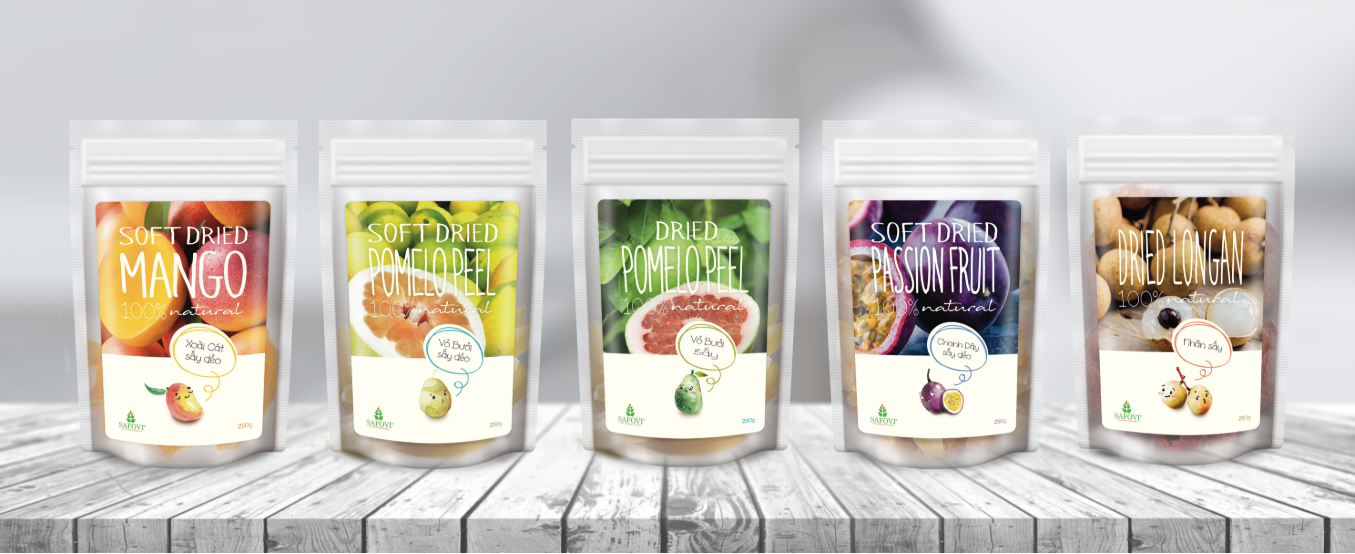 SOFT DRIED
MANGO
100% natural
Xoài Cát
sấy dẻo
SAFOVI
250g
SOFT DRIED
POMELO PEEL
100% natural
Vỏ Bưởi
sấy dẻo
SAFOVI
250g
DRIED
POMELO PEEL
100% natural
Vỏ Bưởi
sấy
SAFOVI
250g
SOFT DRIED
PASSION FRUIT
100% natural
Chanh Dây
sấy dẻo
SAFOVI
250g
DRIED LONGAN
100% natural
Nhãn sấy
SAFOVI
250g